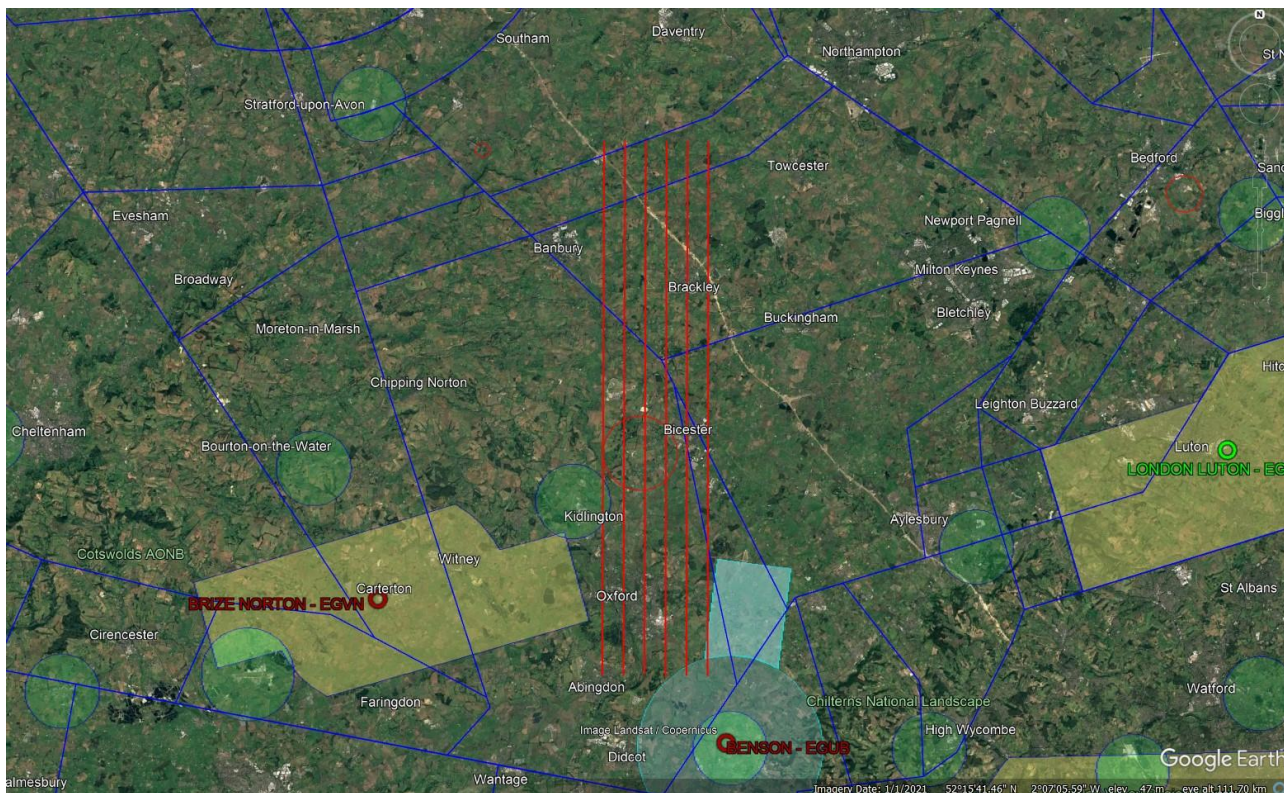 N
Southam
Daventry
Northampton
St N
Stratford-upon-Avon
Bedford
Towcester
Sand
Evesham
Newport Pagnell
Biggl
Banbury
Broadway
Milton Keynes
Brackley
Moreton-in-Marsh
Buckingham
Bletchley
Hitc
Chipping Norton
Leighton Buzzard
Cheltenham
Bicester
Bourton-on-the-Water
Luton
LONDON LUTON - EG
Kidlington
Aylesbury
Cotswolds AONB
Witney
Carterton
St Albans
BRIZE NORTON - EGVN
Oxford
Cirencester
Abingdon
Watford
Faringdon
Chilterns National Landscape
Image Landsat / Copernicus
High Wycombe
BENSON - EGUB
Didcot
Google Earth
Wantage
almesbury
Imagery Date: 1/1/2021 52°15'41.46" N 2°07'05.59" W elev 47 m eye alt 111.70 km